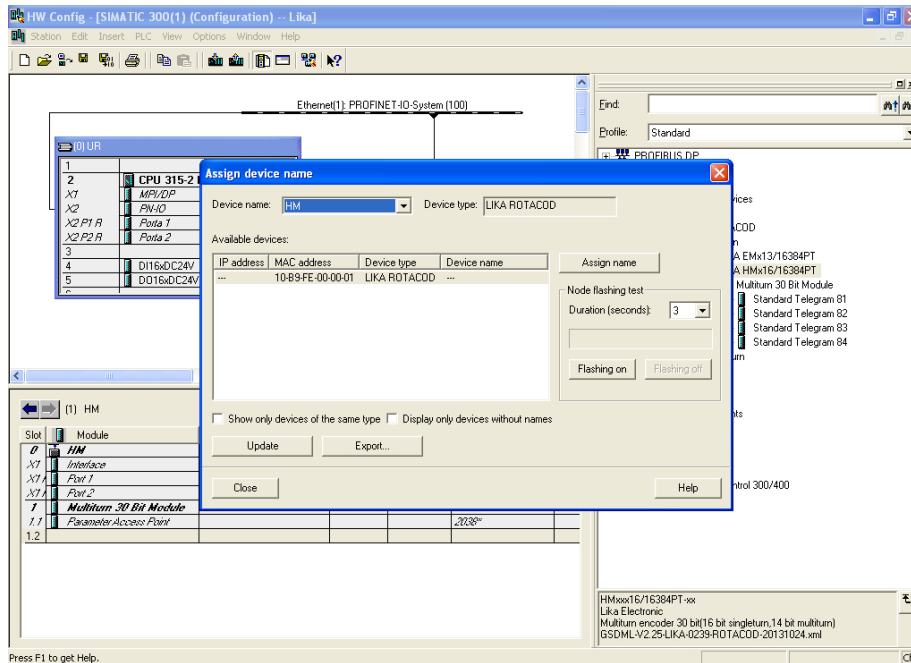 HW Config - [SIMATIC 300(1) (Configuration) -- Lika]
Station Edit Insert PLC View Options Window Help
Ethernet(1): PROFINET-IO-System (100)
Find:
Profile: Standard
PROFIBUS DP
(0) UR
1
2 CPU 315-2
X1 MPI/DP
X2 PN-IO
X2 P1 R Porta 1
X2 P2 R Porta 2
3
4 DI16xDC24V
5 DO16xDC24V
Assign device name
Device name: HM Device type: LIKA ROTACOD
Available devices:
IP address MAC address Device type Device name
--- 10-B9-FE-00-00-01 LIKA ROTACOD ---
Assign name
Node flashing test
Duration (seconds): 3
Flashing on Flashing off
Show only devices of the same type Display only devices without names
Update Export...
Close Help
A EMx13/16384PT
A HMx16/16384PT
Multiturn 30 Bit Module
Standard Telegram 81
Standard Telegram 82
Standard Telegram 83
Standard Telegram 84
ntrol 300/400
(1) HM
Slot Module
0 HM
X1 Interface
Port 1
Port 2
1 Multiturn 30 Bit Module
1.1 Parameter Access Point 2038*
1.2
HMxxx16/16384PT-xx
Lika Electronic
Multiturn encoder 30 bit(16 bit singleturn,14 bit multiturn)
GSDML-V2.25-LIKA-0239-ROTACOD-20131024.xml
Press F1 to get Help.